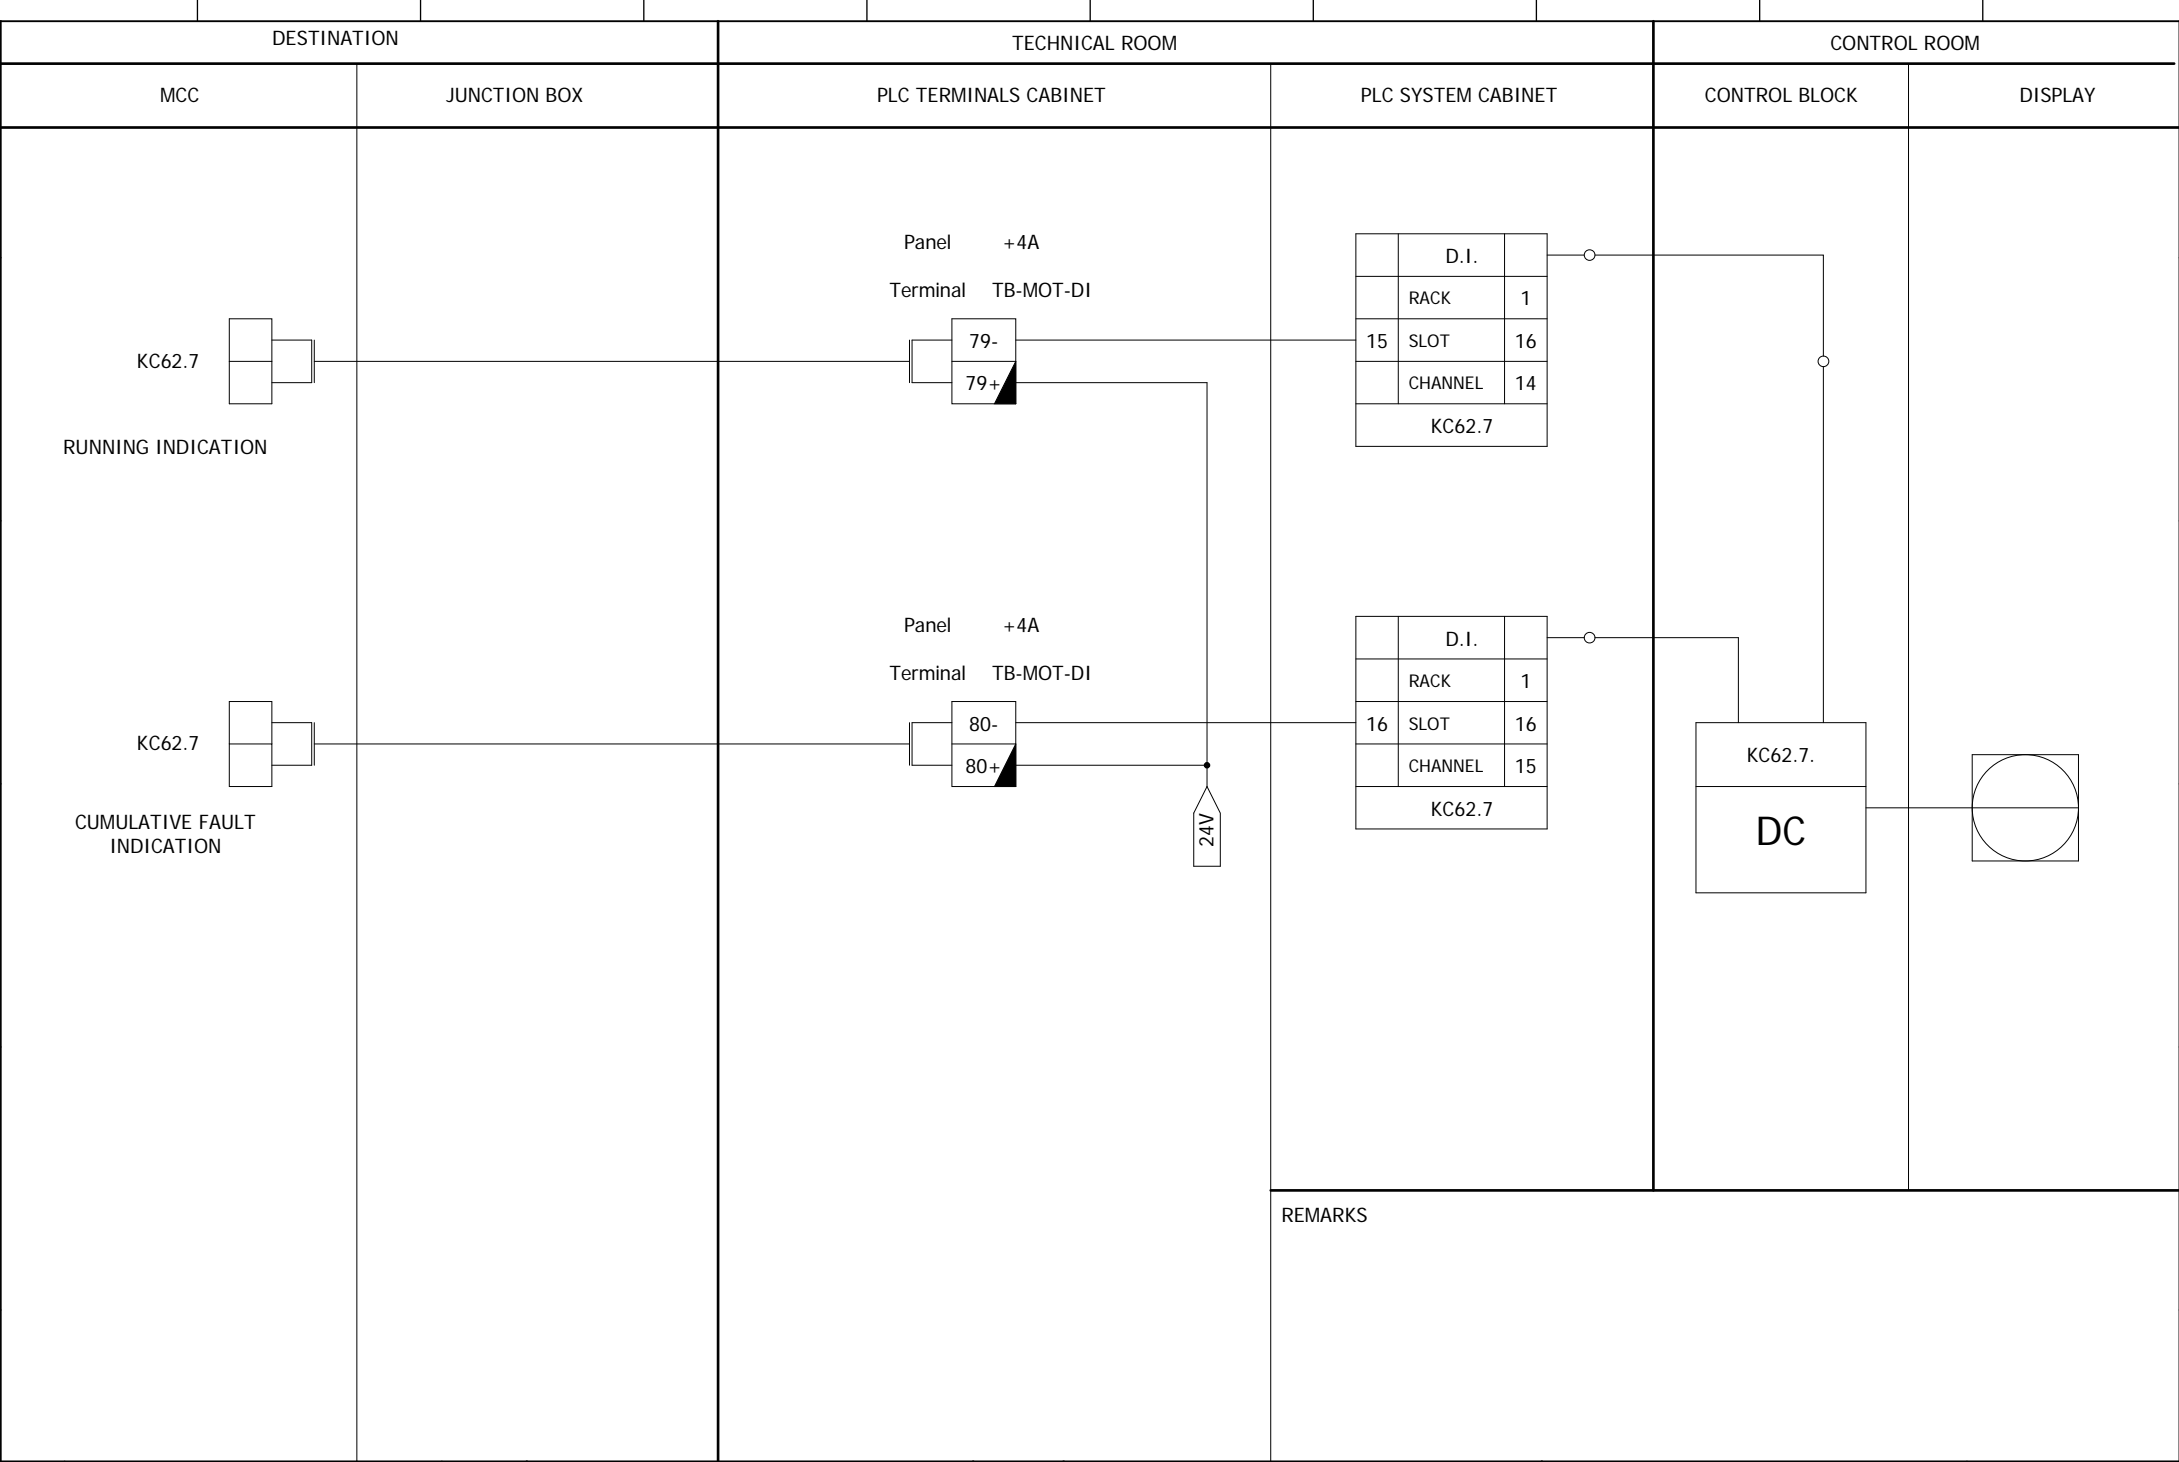 DESTINATION
TECHNICAL ROOM
CONTROL ROOM
MCC
JUNCTION BOX
PLC TERMINALS CABINET
PLC SYSTEM CABINET
CONTROL BLOCK
DISPLAY
KC62.7
RUNNING INDICATION
Panel +4A
Terminal TB-MOT-DI
79-
79+
D.I.
RACK 1
15 SLOT 16
CHANNEL 14
KC62.7
KC62.7
CUMULATIVE FAULT
INDICATION
Panel +4A
Terminal TB-MOT-DI
80-
80+
24V
D.I.
RACK 1
16 SLOT 16
CHANNEL 15
KC62.7
KC62.7.
DC
REMARKS